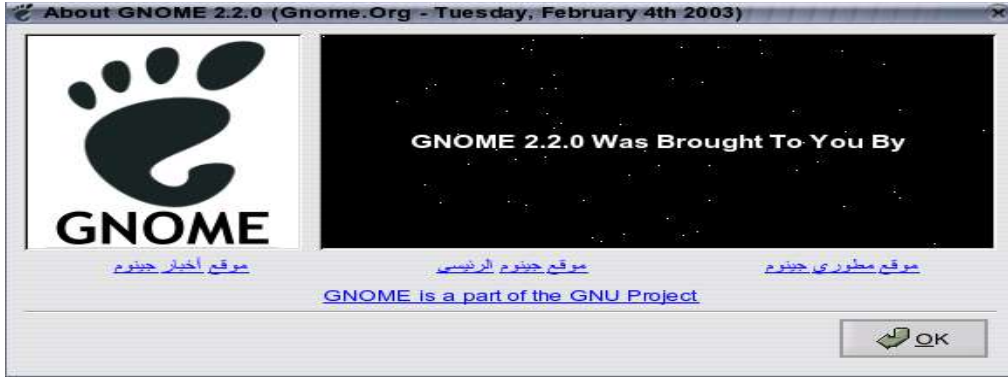 About GNOME 2.2.0 (Gnome.Org - Tuesday, February 4th 2003)
GNOME
GNOME 2.2.0 Was Brought To You By
موقع أخبار جينوم
موقع جينوم الرئيسي
موقع مطوري جينوم
GNOME is a part of the GNU Project
OK